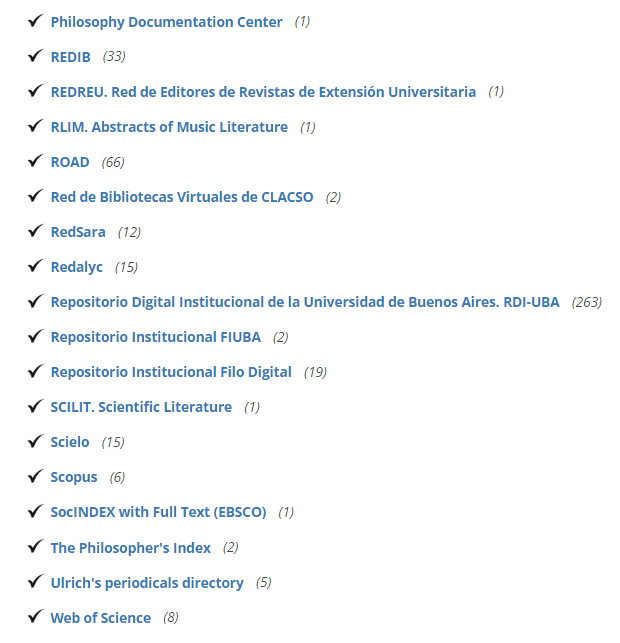 Philosophy Documentation Center (1)
REDIB (33)
REDREU. Red de Editores de Revistas de Extensión Universitaria (1)
RLIM. Abstracts of Music Literature (1)
ROAD (66)
Red de Bibliotecas Virtuales de CLACSO (2)
RedSara (12)
Redalyc (15)
Repositorio Digital Institucional de la Universidad de Buenos Aires. RDI-UBA (263)
Repositorio Institucional FIUBA (2)
Repositorio Institucional Filo Digital (19)
SCILIT. Scientific Literature (1)
Scielo (15)
Scopus (6)
SocINDEX with Full Text (EBSCO) (1)
The Philosopher's Index (2)
Ulrich's periodicals directory (5)
Web of Science (8)